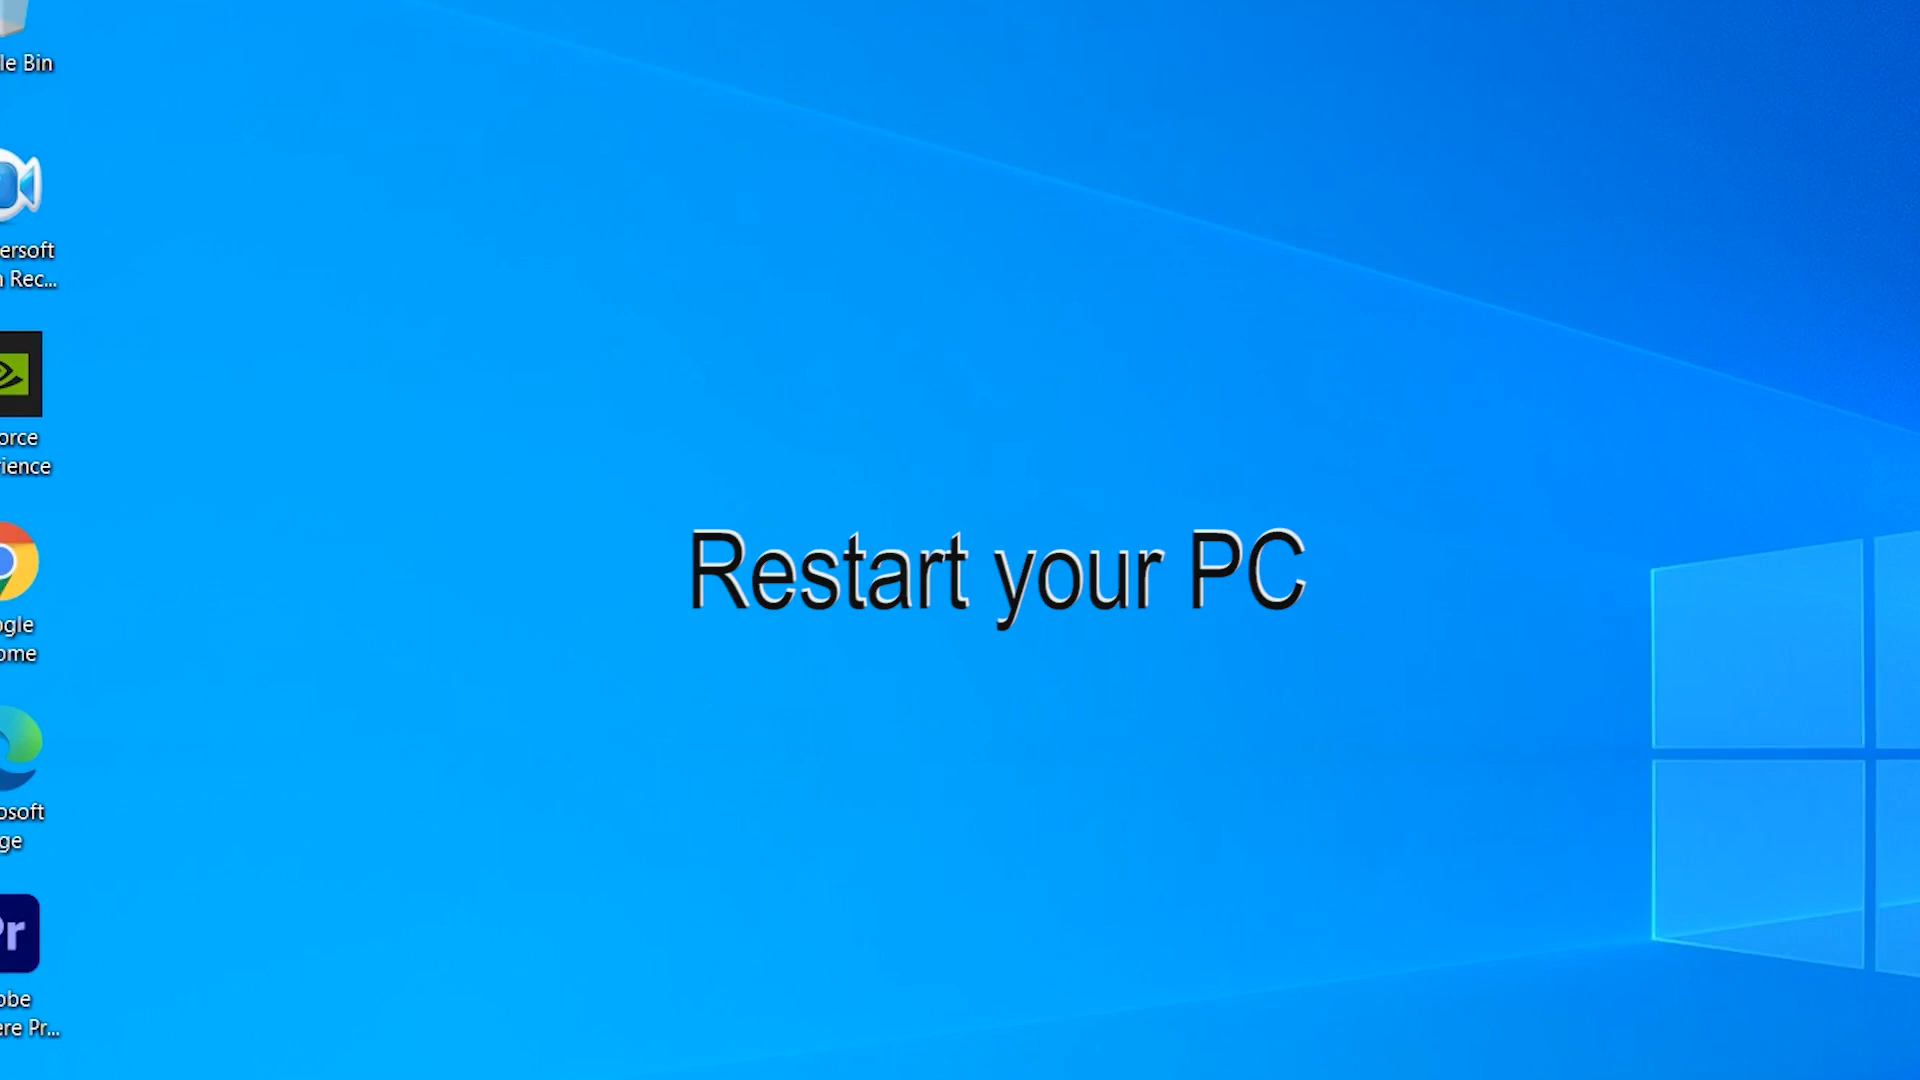 le Bin
ersoft
n Rec...
orce
ience
ogle
ome
osoft
ge
Pr
obe
ere Pr...
Restart your PC